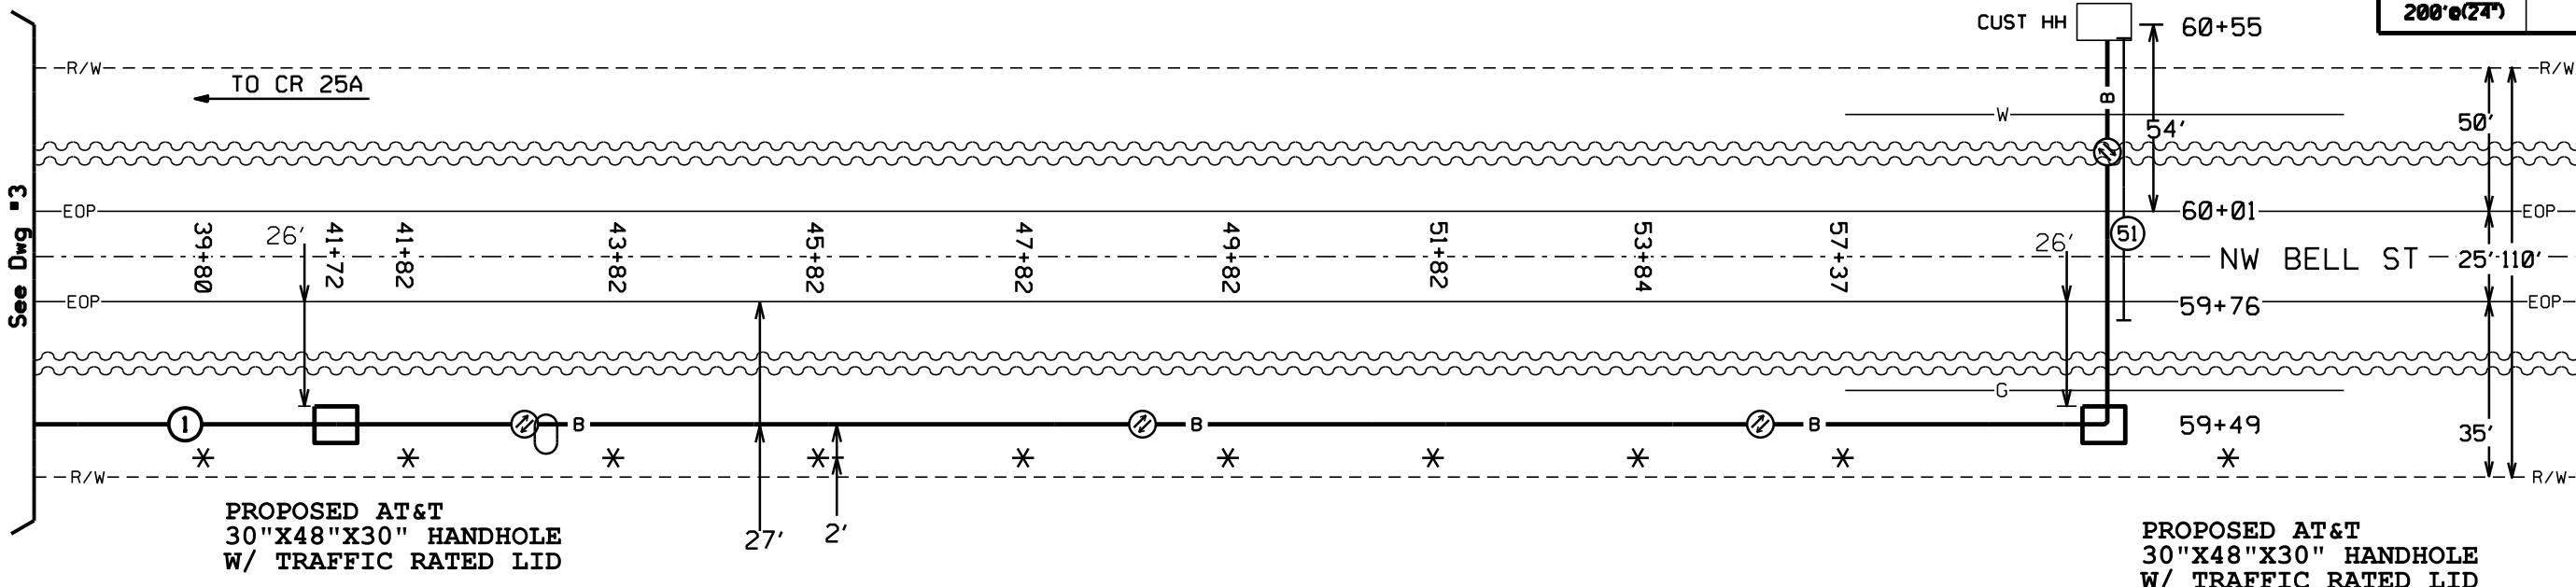 CUST HH
60+55
200'@(24")
R/W
R/W
TO CR 25A
W
B
54'
50'
See Dwg #3
EOP
60+01
EOP
39+80
26'
41+72
41+82
43+82
45+82
47+82
49+82
51+82
53+84
57+37
26'
51
NW BELL ST
25'
110'
EOP
59+76
EOP
G
1
B
B
B
59+49
35'
R/W
R/W
PROPOSED AT&T
30"X48"X30" HANDHOLE
W/ TRAFFIC RATED LID
27'
2'
PROPOSED AT&T
30"X48"X30" HANDHOLE
W/ TRAFFIC RATED LID